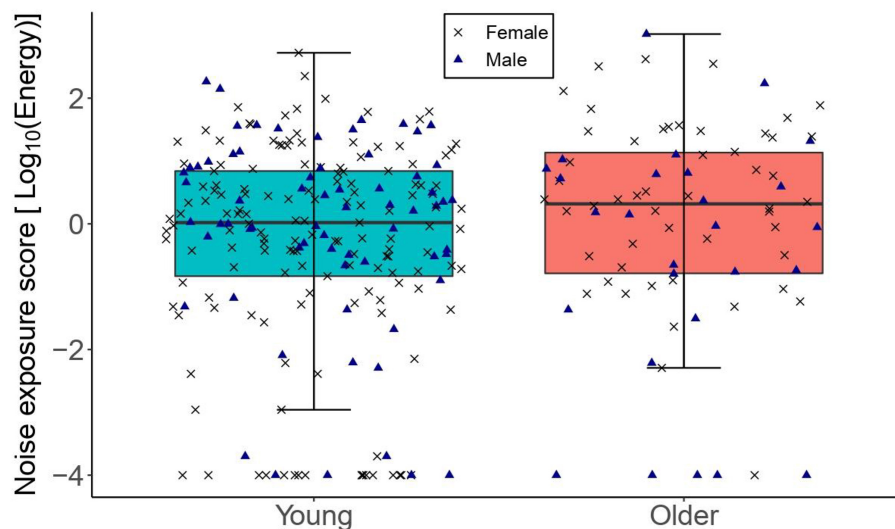 Noise exposure score [ Log₁₀(Energy)]
Female
Male
2
0
−2
−4
Young
Older